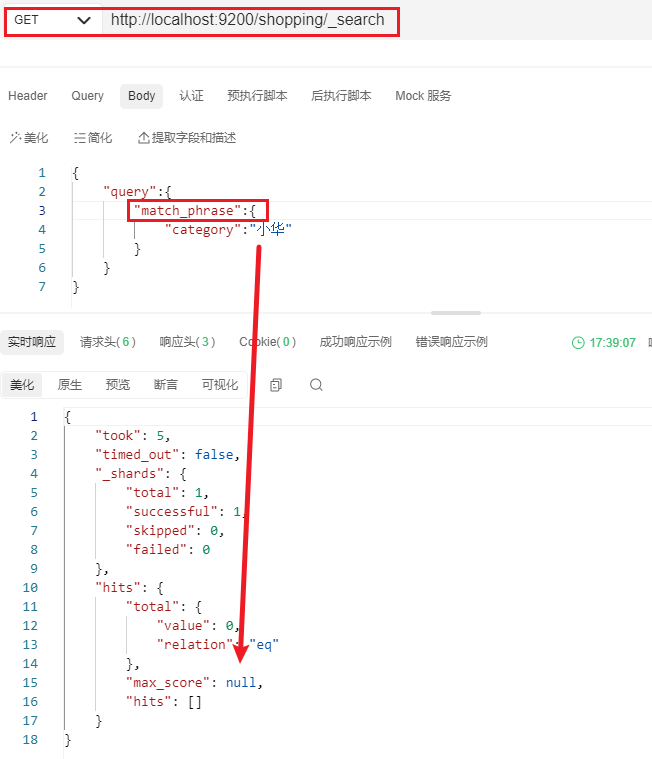 GET http://localhost:9200/shopping/_search
Header Query Body 认证 预执行脚本 后执行脚本 Mock 服务
美化 简化 提取字段和描述
1 {
2 "query":{
3 "match_phrase":{
4 "category":"小华"
5 }
6 }
7 }
实时响应 请求头(6) 响应头(3) Cookie(0) 成功响应示例 错误响应示例 17:39:07
美化 原生 预览 断言 可视化
1 {
2 "took": 5,
3 "timed_out": false,
4 "_shards": {
5 "total": 1,
6 "successful": 1,
7 "skipped": 0,
8 "failed": 0
9 },
10 "hits": {
11 "total": {
12 "value": 0,
13 "relation": "eq"
14 },
15 "max_score": null,
16 "hits": []
17 }
18 }